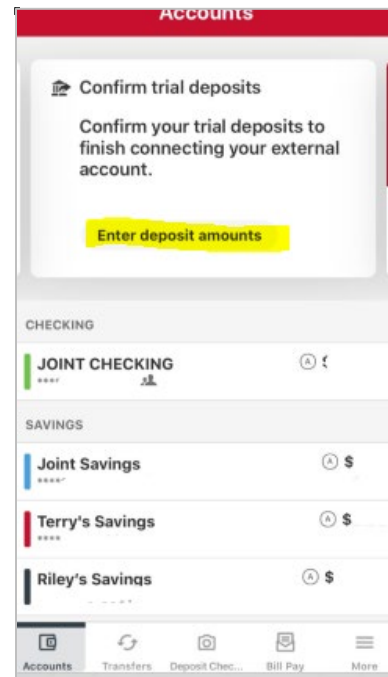 Accounts
Confirm trial deposits
Confirm your trial deposits to
finish connecting your external
account.
Enter deposit amounts
CHECKING
JOINT CHECKING
A
SAVINGS
Joint Savings A $
Terry's Savings A $
Riley's Savings A $
Accounts Transfers Deposit Chec... Bill Pay More